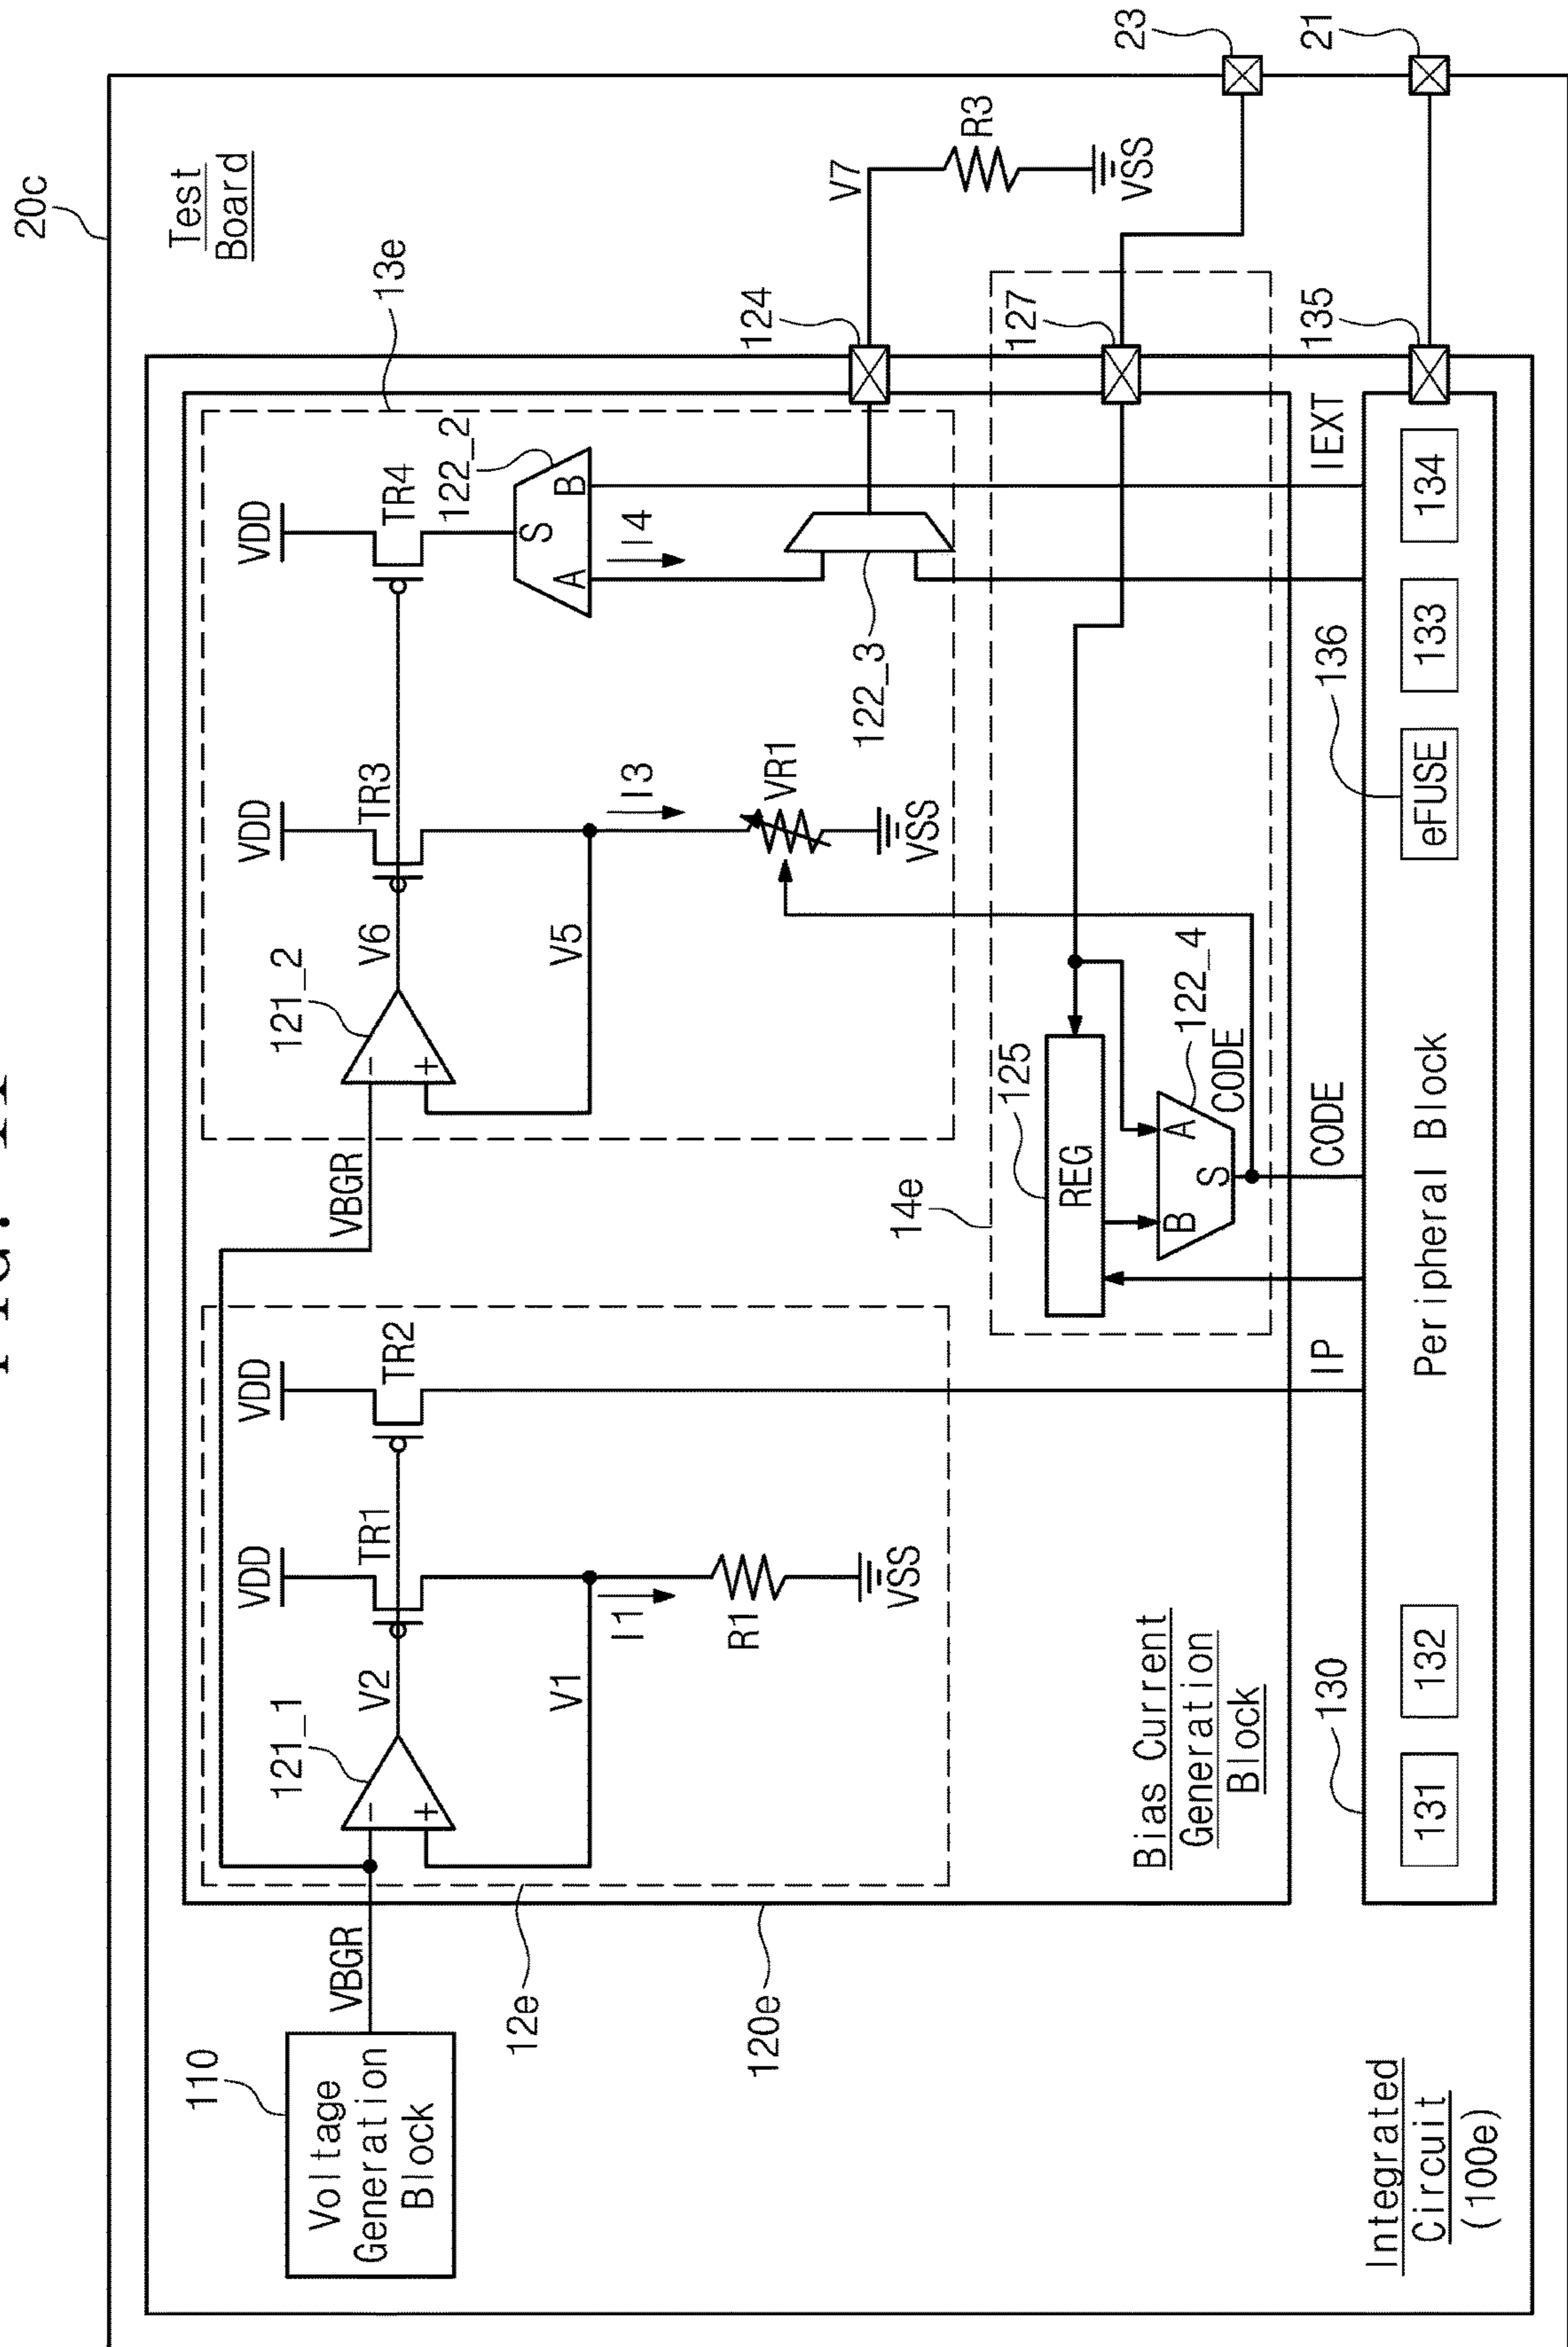 20c
Test
Board
110
Voltage
Generation
Block
VBGR
12e
120e
121_1
V2
V1
VDD
TR1
I1
R1
VSS
VDD
TR2
VBGR
121_2
V6
V5
VDD
TR3
I3
VR1
VSS
VDD
TR4
122_2
S
A
B
I4
122_3
13e
124
V7
R3
VSS
14e
125
REG
B
A
S
122_4
CODE
127
23
Bias Current
Generation
Block
IP
CODE
IEXT
130
131
132
Peripheral Block
136
eFUSE
133
134
135
21
Integrated
Circuit
(100e)